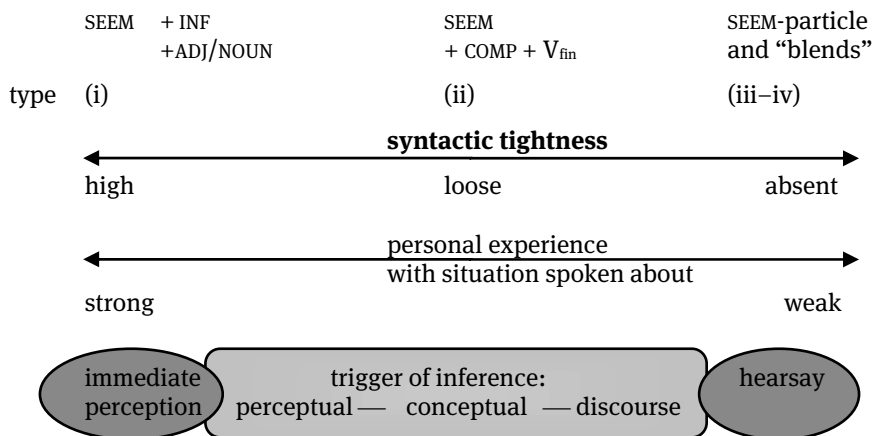 SEEM + INF SEEM SEEM-particle
+ADJ/NOUN + COMP + Vfin and “blends”
type (i) (ii) (iii–iv)
syntactic tightness
high loose absent
personal experience
with situation spoken about
strong weak
immediate trigger of inference: hearsay
perception perceptual — conceptual — discourse